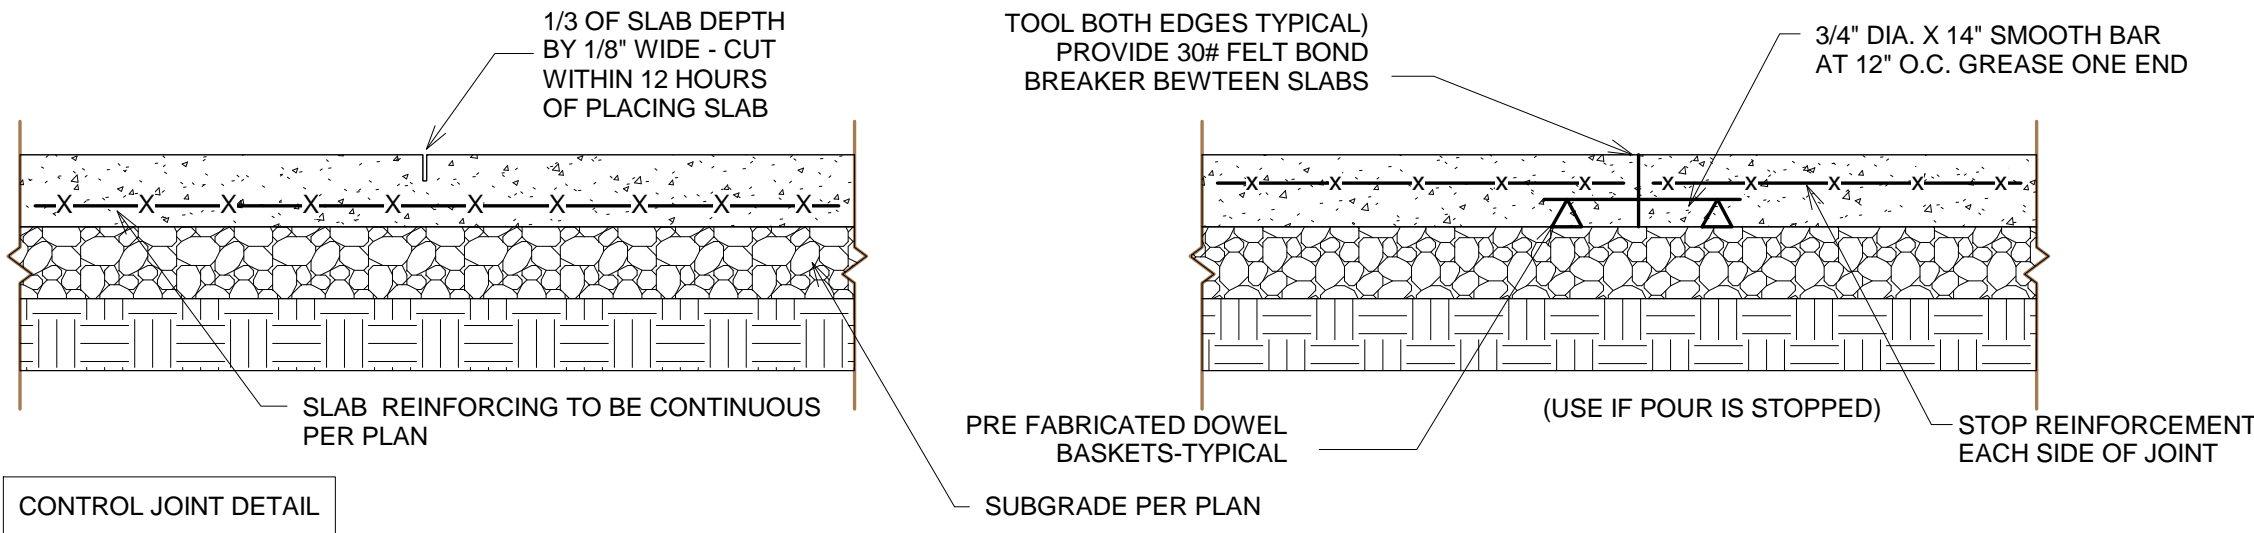 1/3 OF SLAB DEPTH
BY 1/8" WIDE - CUT
WITHIN 12 HOURS
OF PLACING SLAB
TOOL BOTH EDGES TYPICAL)
PROVIDE 30# FELT BOND
BREAKER BEWTEEN SLABS
3/4" DIA. X 14" SMOOTH BAR
AT 12" O.C. GREASE ONE END
SLAB REINFORCING TO BE CONTINUOUS
PER PLAN
PRE FABRICATED DOWEL
BASKETS-TYPICAL
(USE IF POUR IS STOPPED)
STOP REINFORCEMENT
EACH SIDE OF JOINT
SUBGRADE PER PLAN
CONTROL JOINT DETAIL